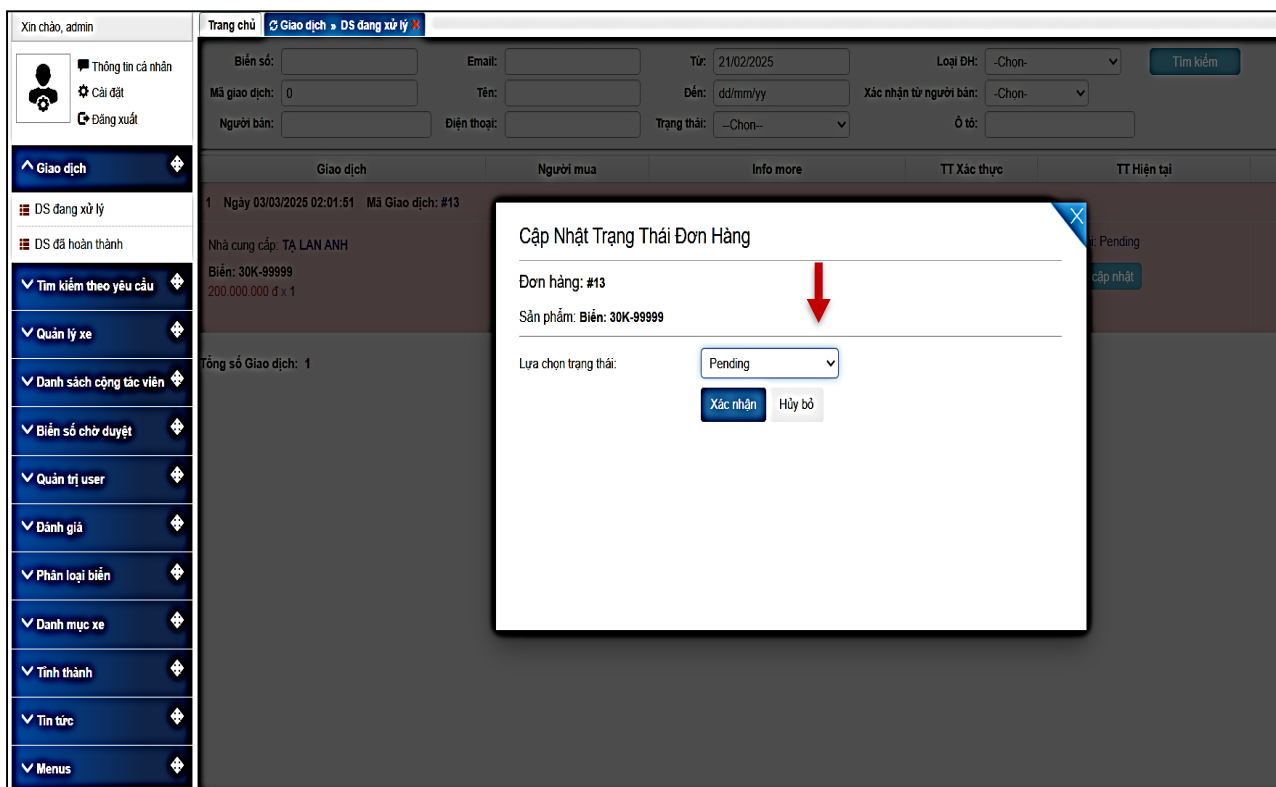 Xin chào, admin
Thông tin cá nhân
Cài đặt
Đăng xuất
Giao dịch
DS đang xử lý
DS đã hoàn thành
Tìm kiếm theo yêu cầu
Quản lý xe
Danh sách cộng tác viên
Biển số chờ duyệt
Quản trị user
Đánh giá
Phân loại biển
Danh mục xe
Tỉnh thành
Tin tức
Menus
Trang chủ Giao dịch » DS đang xử lý X
Biển số: Email: Từ: 21/02/2025 Loại ĐH: -Chọn- Tìm kiếm
Mã giao dịch: 0 Tên: Đến: dd/mm/yy Xác nhận từ người bán: -Chọn-
Người bán: Điện thoại: Trạng thái: --Chọn-- Ô tô:
Giao dịch Người mua Info more TT Xác thực TT Hiện tại
1 Ngày 03/03/2025 02:01:51 Mã Giao dịch: #13
Nhà cung cấp: TẠ LAN ANH
Biển: 30K-99999
200.000.000 đ x 1
Pending
cập nhật
Tổng số Giao dịch: 1
X
Cập Nhật Trạng Thái Đơn Hàng
Đơn hàng: #13
Sản phẩm: Biển: 30K-99999
Lựa chọn trạng thái: Pending
Xác nhận Hủy bỏ